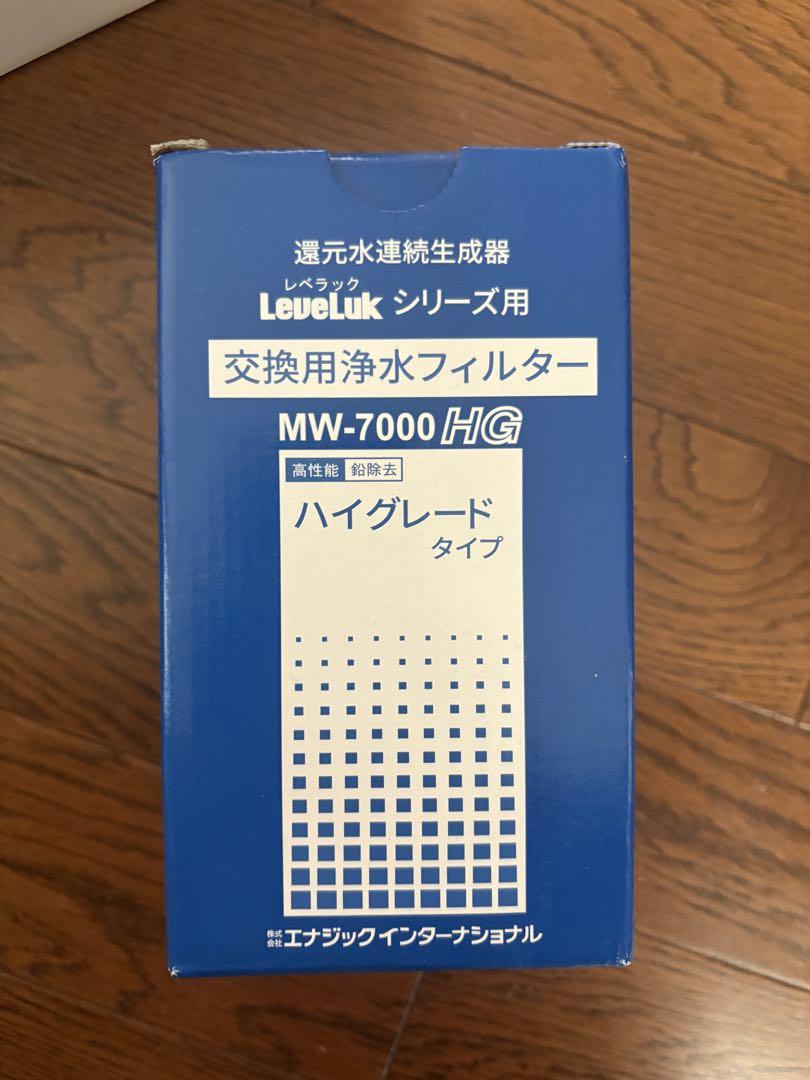 還元水連続生成器
レベラック
LeveLuk シリーズ用
交換用浄水フィルター
MW-7000 HG
高性能 鉛除去
ハイグレード
タイプ
株式会社 エナジックインターナショナル